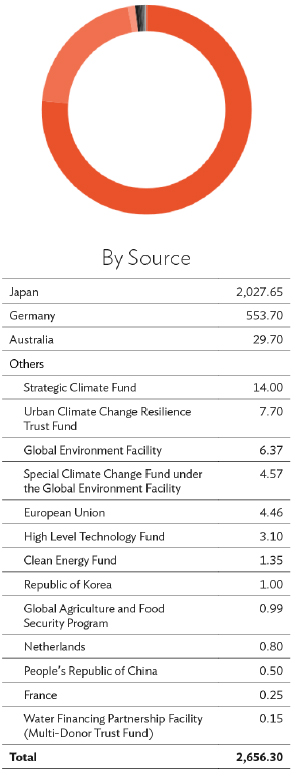 By Source
Japan 2,027.65
Germany 553.70
Australia 29.70
Others
Strategic Climate Fund 14.00
Urban Climate Change Resilience 7.70
Trust Fund
Global Environment Facility 6.37
Special Climate Change Fund under 4.57
the Global Environment Facility
European Union 4.46
High Level Technology Fund 3.10
Clean Energy Fund 1.35
Republic of Korea 1.00
Global Agriculture and Food 0.99
Security Program
Netherlands 0.80
People's Republic of China 0.50
France 0.25
Water Financing Partnership Facility 0.15
(Multi-Donor Trust Fund)
Total 2,656.30